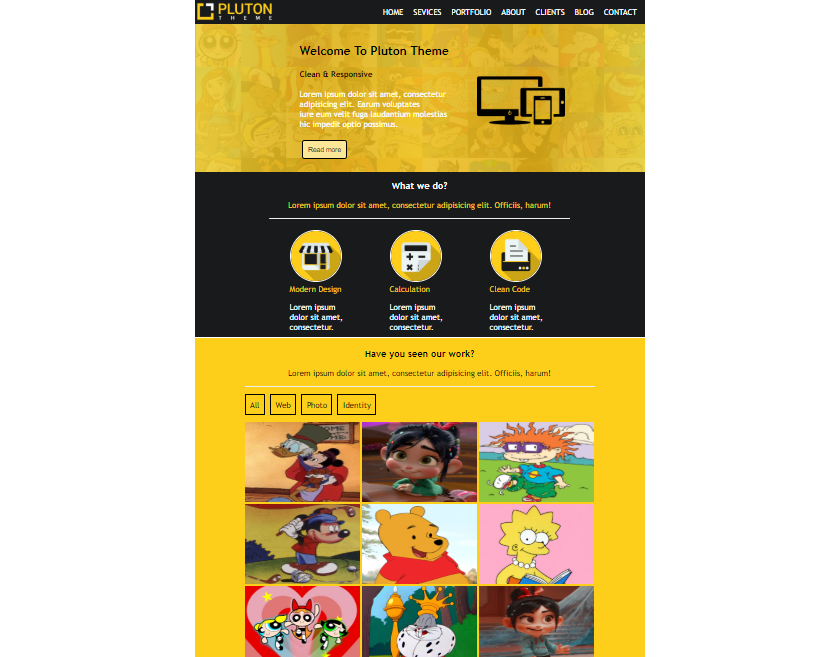 PLUTON
THEME
HOME SEVICES PORTFOLIO ABOUT CLIENTS BLOG CONTACT
Welcome To Pluton Theme
Clean & Responsive
Lorem ipsum dolor sit amet, consectetur
adipisicing elit. Earum voluptates
iure eum velit fuga laudantium molestias
hic impedit optio possimus.
Read more
What we do?
Lorem ipsum dolor sit amet, consectetur adipisicing elit. Officiis, harum!
Modern Design
Lorem ipsum
dolor sit amet,
consectetur.
Calculation
Lorem ipsum
dolor sit amet,
consectetur.
Clean Code
Lorem ipsum
dolor sit amet,
consectetur.
Have you seen our work?
Lorem ipsum dolor sit amet, consectetur adipisicing elit. Officiis, harum!
All Web Photo Identity